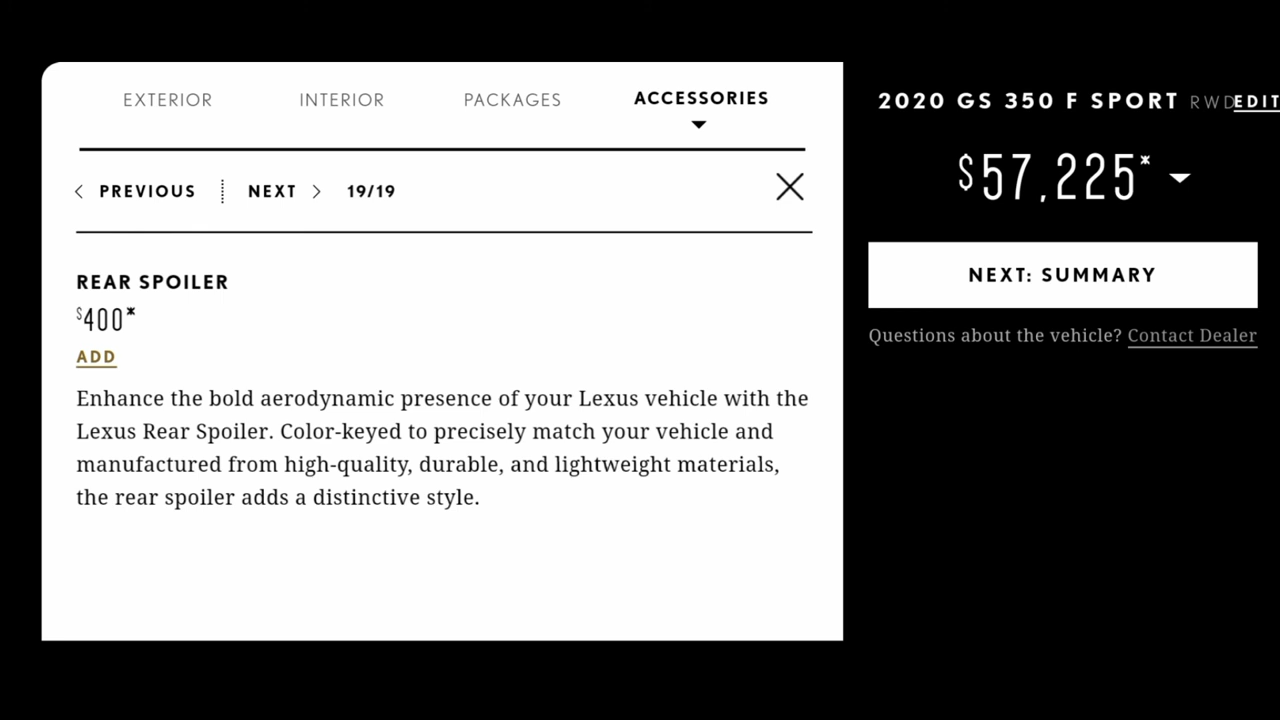 EXTERIOR INTERIOR PACKAGES ACCESSORIES
PREVIOUS NEXT 19/19
REAR SPOILER
$400*
ADD
Enhance the bold aerodynamic presence of your Lexus vehicle with the
Lexus Rear Spoiler. Color-keyed to precisely match your vehicle and
manufactured from high-quality, durable, and lightweight materials,
the rear spoiler adds a distinctive style.
2020 GS 350 F SPORT RWD EDIT
$57,225*
NEXT: SUMMARY
Questions about the vehicle? Contact Dealer